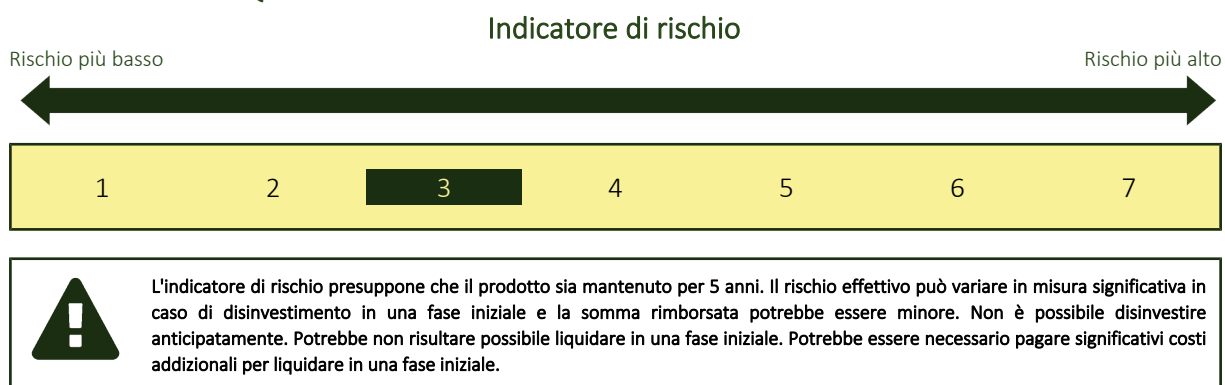 Indicatore di rischio
Rischio più basso
Rischio più alto
1 2 3 4 5 6 7
L'indicatore di rischio presuppone che il prodotto sia mantenuto per 5 anni. Il rischio effettivo può variare in misura significativa in
caso di disinvestimento in una fase iniziale e la somma rimborsata potrebbe essere minore. Non è possibile disinvestire
anticipatamente. Potrebbe non risultare possibile liquidare in una fase iniziale. Potrebbe essere necessario pagare significativi costi
addizionali per liquidare in una fase iniziale.